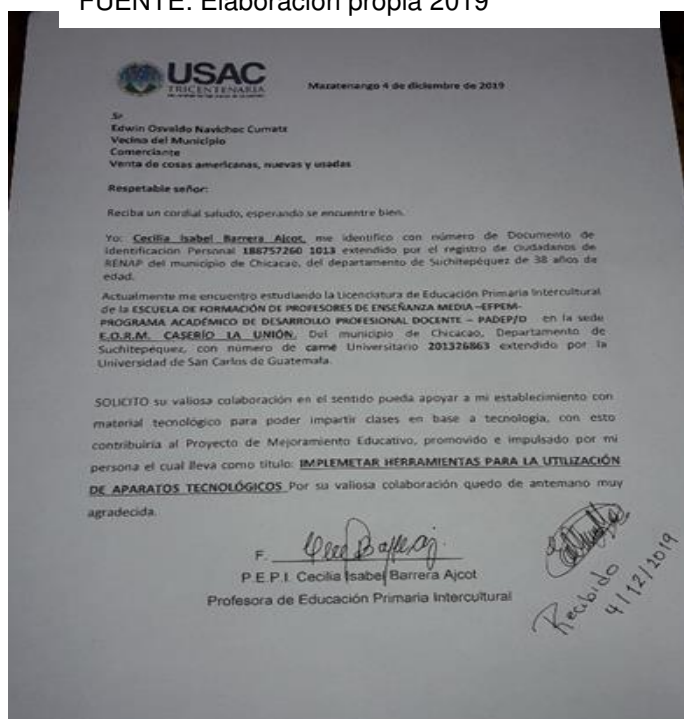 FUENTE: Elaboración propia 2019
USAC
TRICENTENARIA
Mazatenango 4 de diciembre de 2019
Sr
Edwin Osvaldo Navichoc Cumatz
Vecina del Municipio
Comerciante
Venta de cosas americanas, nuevas y usadas
Respetable señor:
Reciba un cordial saludo, esperando se encuentre bien.
Yo: Cecilia Isabel Barrera Ajcot, me identifico con número de Documento de
Identificación Personal 188757260 1013 extendido por el registro de Ciudadanos de
RENAP del municipio de Chicacao, del departamento de Suchitepéquez de 38 años de
edad.
Actualmente me encuentro estudiando la Licenciatura de Educación Primaria Intercultural
de la ESCUELA DE FORMACIÓN DE PROFESORES DE ENSEÑANZA MEDIA –EFPEM-
PROGRAMA ACADÉMICO DE DESARROLLO PROFESIONAL DOCENTE – PADEP/D en la sede
E.O.R.M. CASERÍO LA UNIÓN, Del municipio de Chicacao, Departamento de
Suchitepéquez, con número de carné Universitario 201326863 extendido por la
Universidad de San Carlos de Guatemala.
SOLICITO su valiosa colaboración en el sentido pueda apoyar a mi establecimiento con
material tecnológico para poder impartir clases en base a tecnología, con esto
contribuiría al Proyecto de Mejoramiento Educativo, promovido e impulsado por mi
persona el cual lleva como título: IMPLEMETAR HERRAMIENTAS PARA LA UTILIZACIÓN
DE APARATOS TECNOLÓGICOS Por su valiosa colaboración quedo de antemano muy
agradecida.
F.
P.E.P.I. Cecilia Isabel Barrera Ajcot
Profesora de Educación Primaria Intercultural
Recibido
4/12/2019